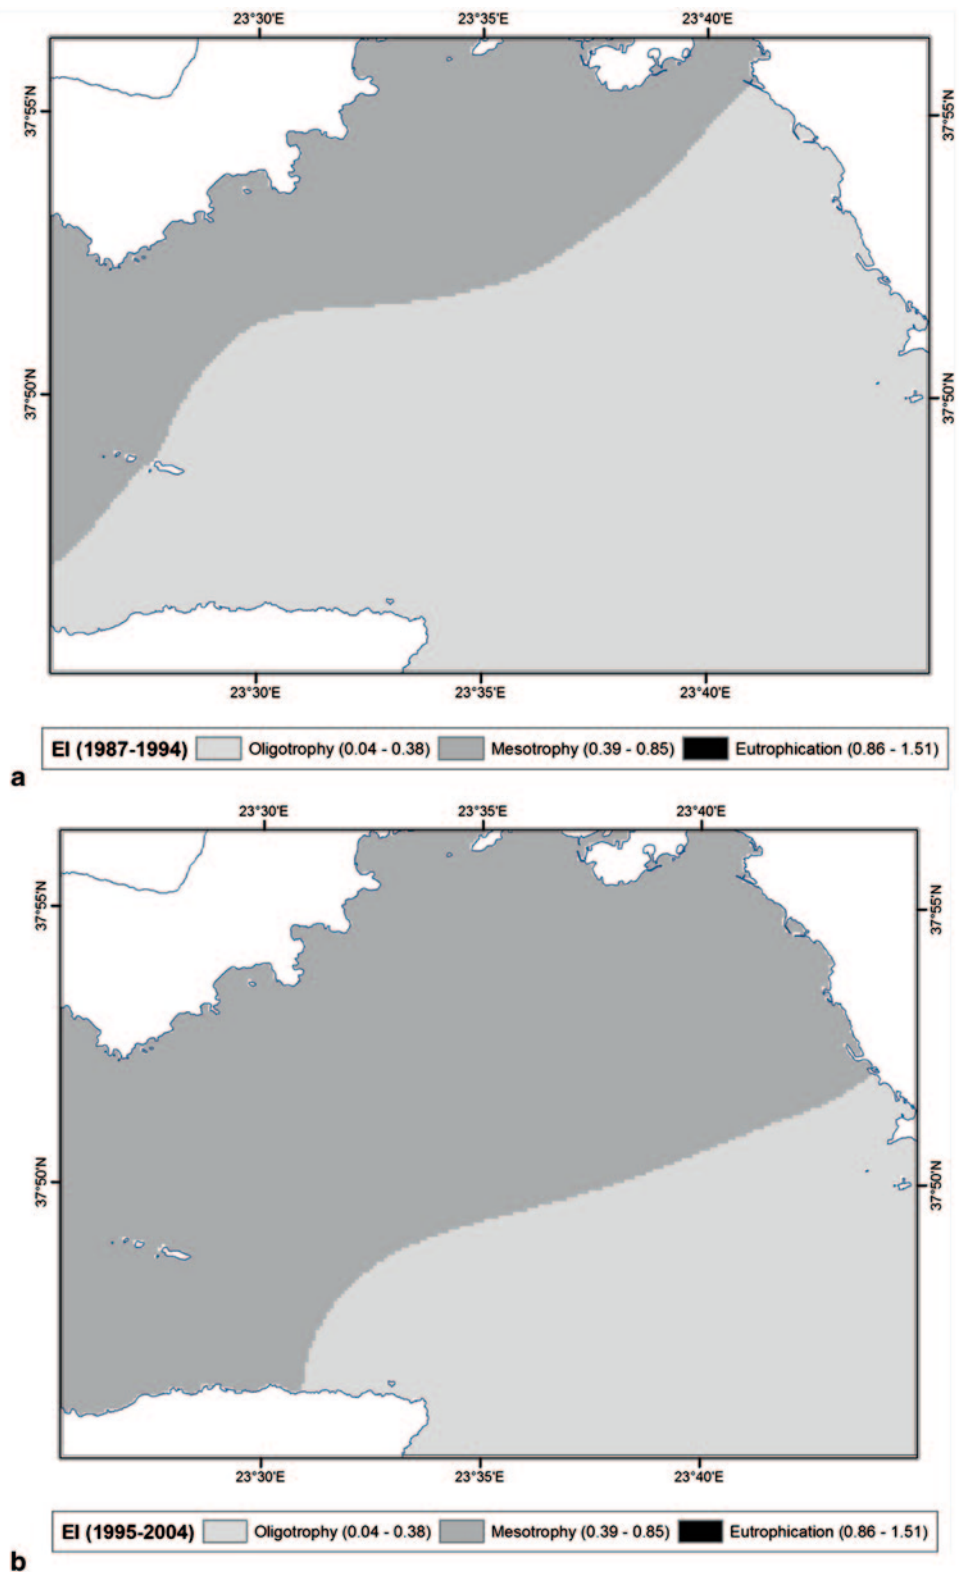 23°30'E 23°35'E 23°40'E
37°55'N 37°55'N
37°50'N 37°50'N
23°30'E 23°35'E 23°40'E
EI (1987-1994) Oligotrophy (0.04 - 0.38) Mesotrophy (0.39 - 0.85) Eutrophication (0.86 - 1.51)
a
23°30'E 23°35'E 23°40'E
37°55'N 37°55'N
37°50'N 37°50'N
23°30'E 23°35'E 23°40'E
EI (1995-2004) Oligotrophy (0.04 - 0.38) Mesotrophy (0.39 - 0.85) Eutrophication (0.86 - 1.51)
b